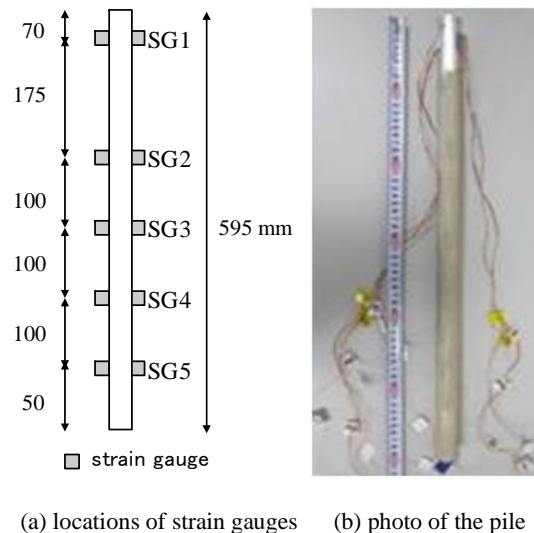 70
SG1
175
SG2
100
SG3
595 mm
100
SG4
100
SG5
50
strain gauge
(a) locations of strain gauges (b) photo of the pile